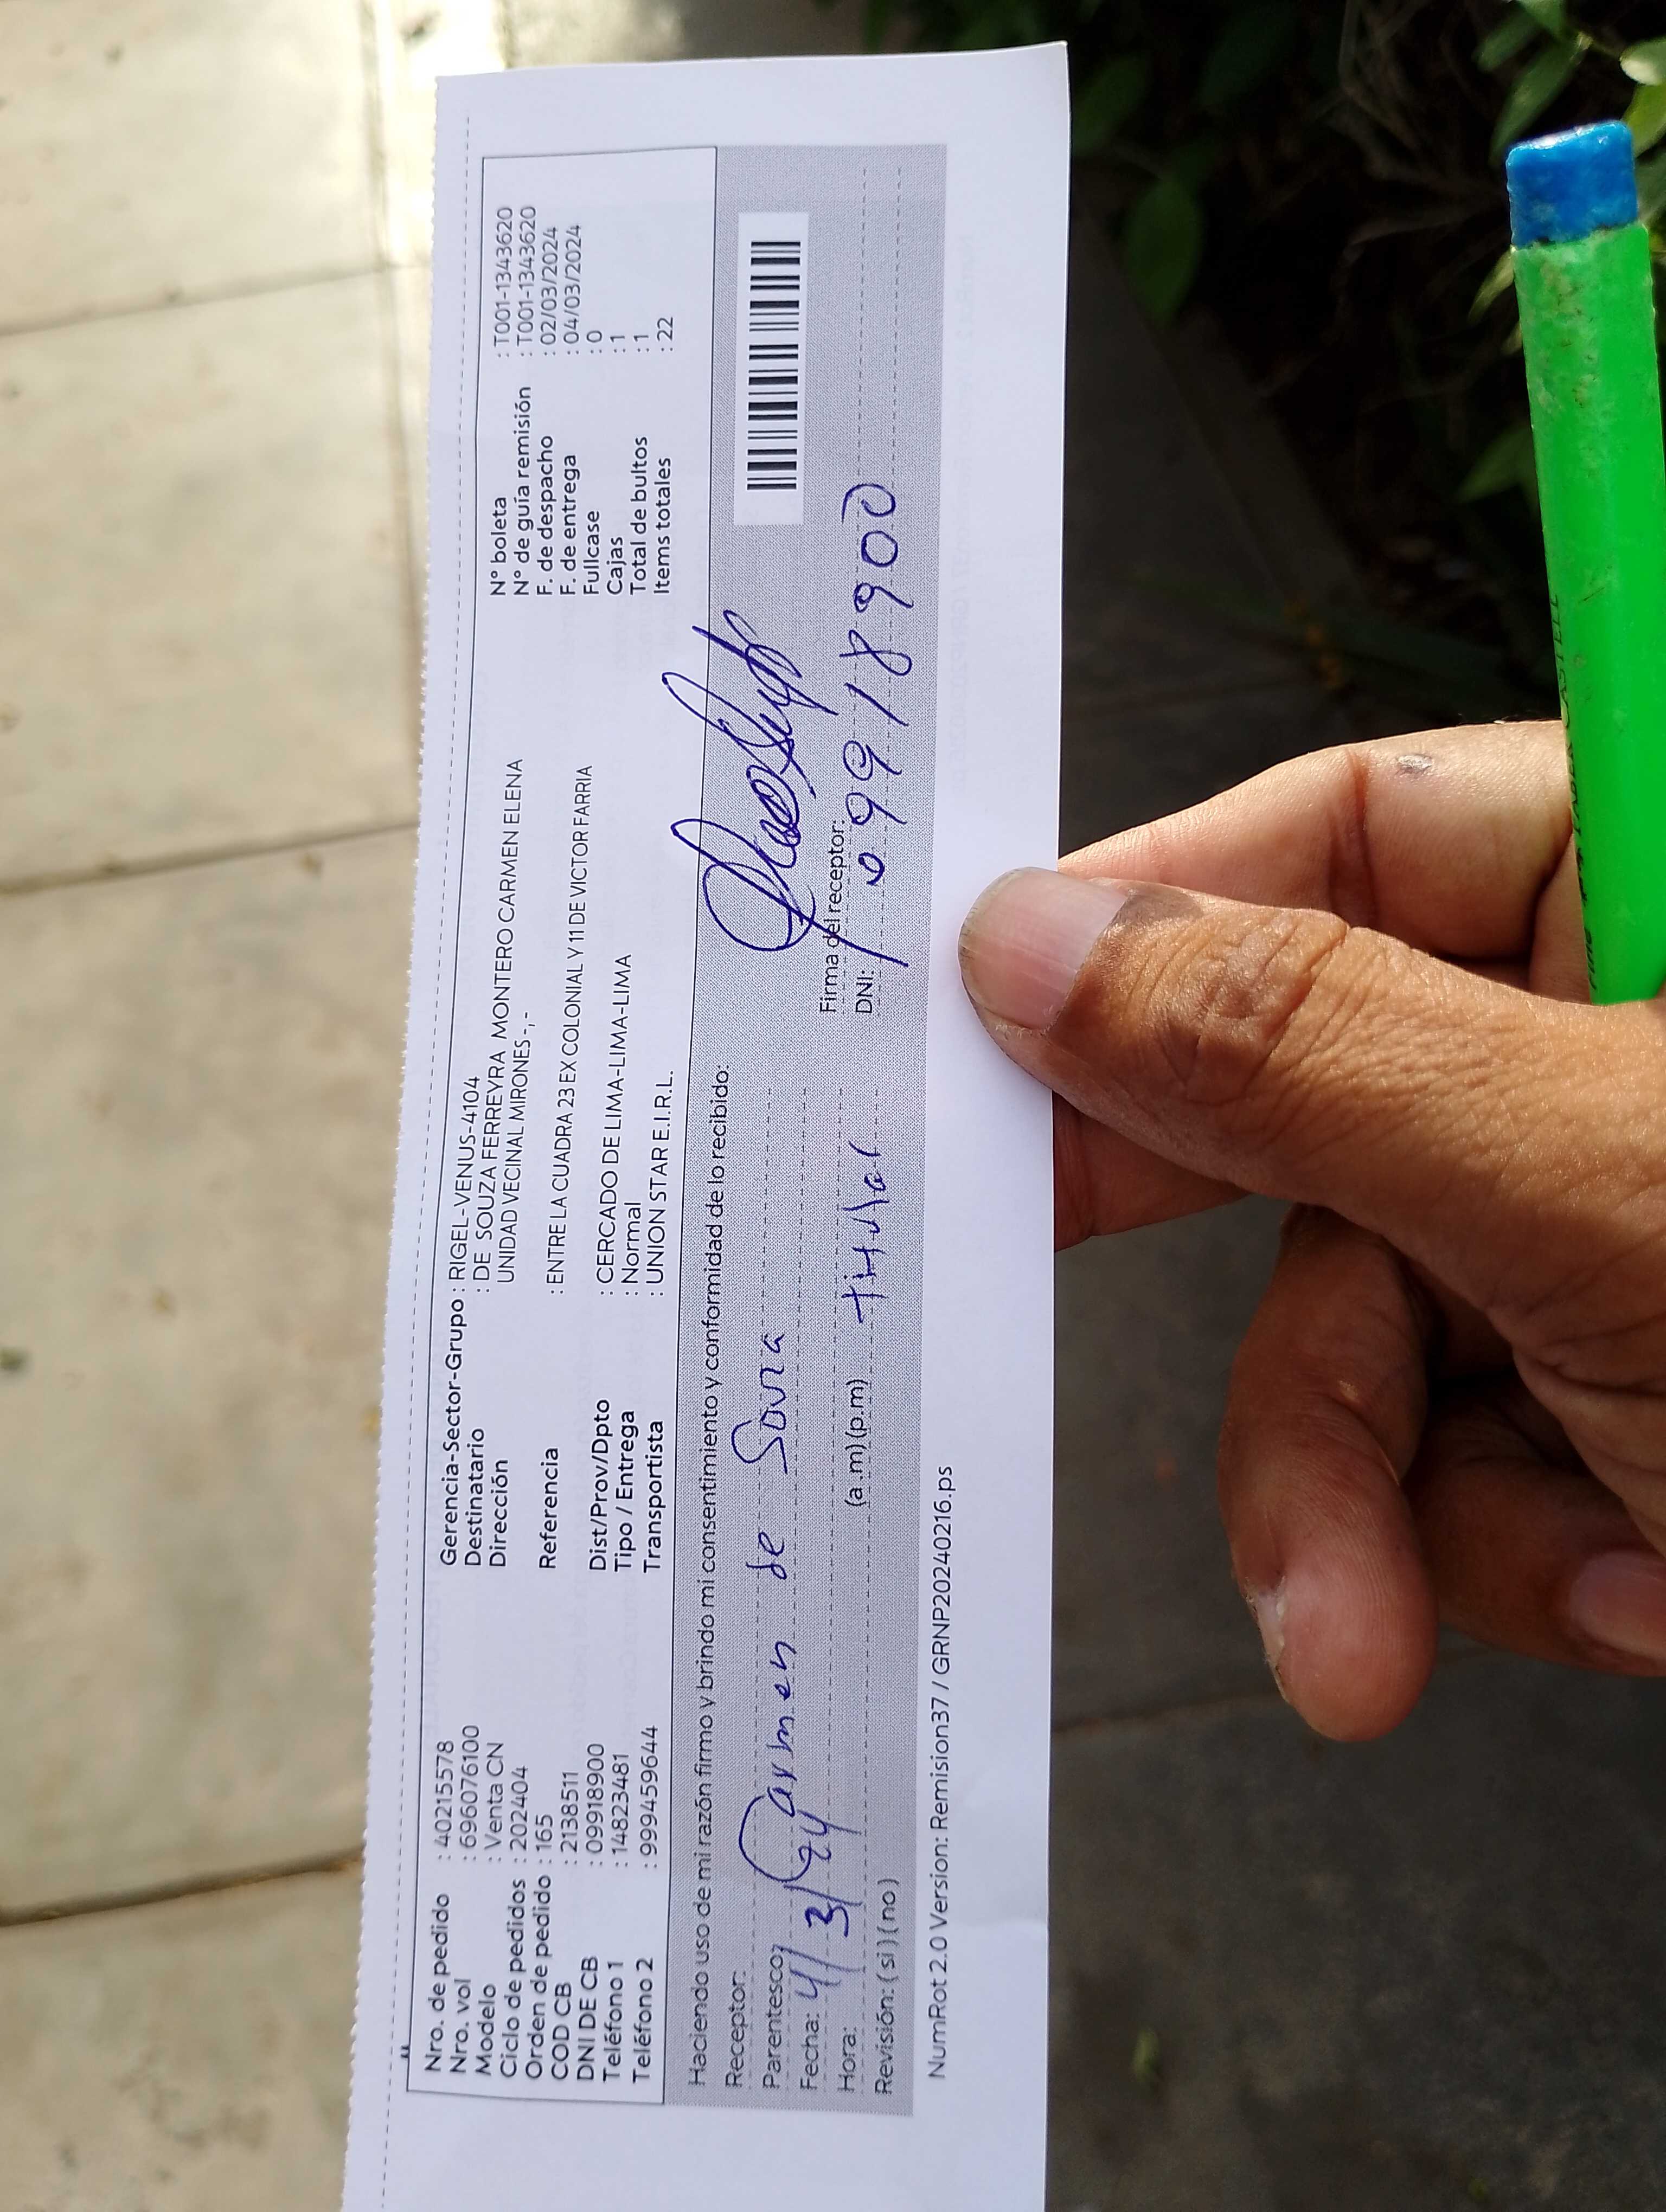 Nro. de pedido : 40215578
Nro. vol : 696076100
Modelo : Venta CN
Ciclo de pedidos : 202404
Orden de pedido : 165
COD CB : 2138511
DNI DE CB : 09918900
Teléfono 1 : 14823481
Teléfono 2 : 999459644
Gerencia-Sector-Grupo : RIGEL-VENUS-4104
Destinatario : DE SOUZA FERREYRA MONTERO CARMEN ELENA
Dirección UNIDAD VECINAL MIRONES -,-
Referencia : ENTRE LA CUADRA 23 EX COLONIAL Y 11 DE VICTOR FARRIA
Dist/Prov/Dpto : CERCADO DE LIMA-LIMA-LIMA
Tipo / Entrega : Normal
Transportista : UNION STAR E.I.R.L.
N° boleta : T001-1343620
N° de guía remisión : T001-1343620
F. de despacho : 02/03/2024
F. de entrega : 04/03/2024
Fullcase : 0
Cajas : 1
Total de bultos : 1
Items totales : 22
Haciendo uso de mi razón firmo y brindo mi consentimiento y conformidad de lo recibido:
Receptor:
Parentesco: Carmen de Souza
Fecha: 4/3/24
Hora: (a .m) (p.m) titular
Revisión: ( si ) ( no )
Firma del receptor:
DNI: 09918900
NumRot 2.0 Version: Remision37 / GRNP20240216.ps